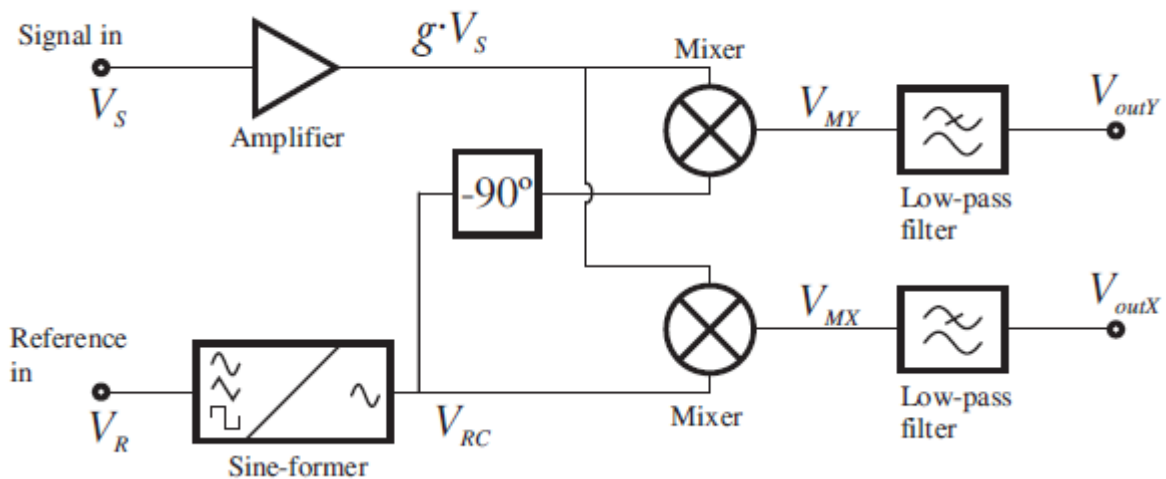 Signal in
V_S
Amplifier
g·V_S
Mixer
V_MY
Low-pass
filter
V_outY
-90º
Reference
in
V_R
Sine-former
V_RC
Mixer
V_MX
Low-pass
filter
V_outX